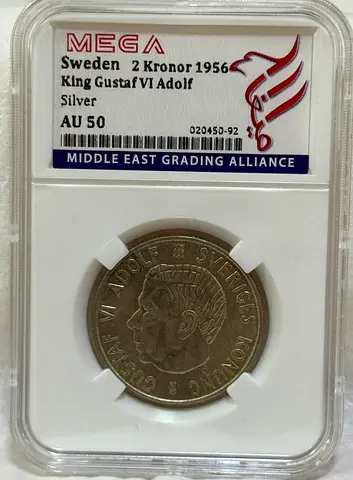 MEGA
Sweden 2 Kronor 1956
King Gustaf VI Adolf
Silver
AU 50
020450-92
MIDDLE EAST GRADING ALLIANCE
GUSTAF VI ADOLF SVERIGES KONUNG